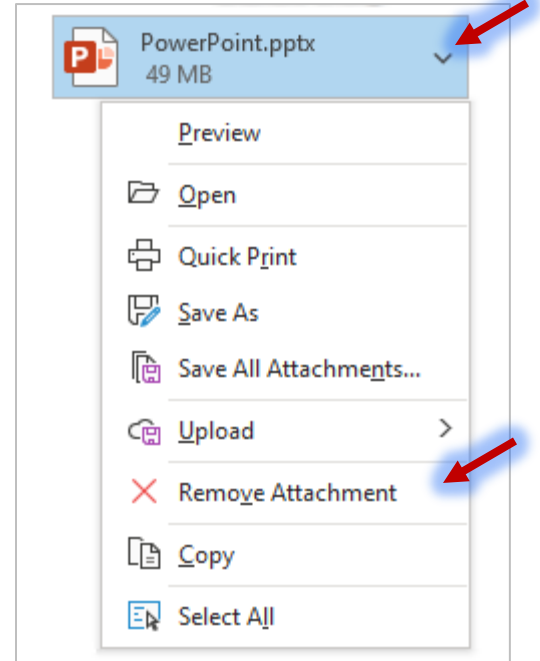 P
PowerPoint.pptx
49 MB
Preview
Open
Quick Print
Save As
Save All Attachments...
Upload
Remove Attachment
Copy
Select All